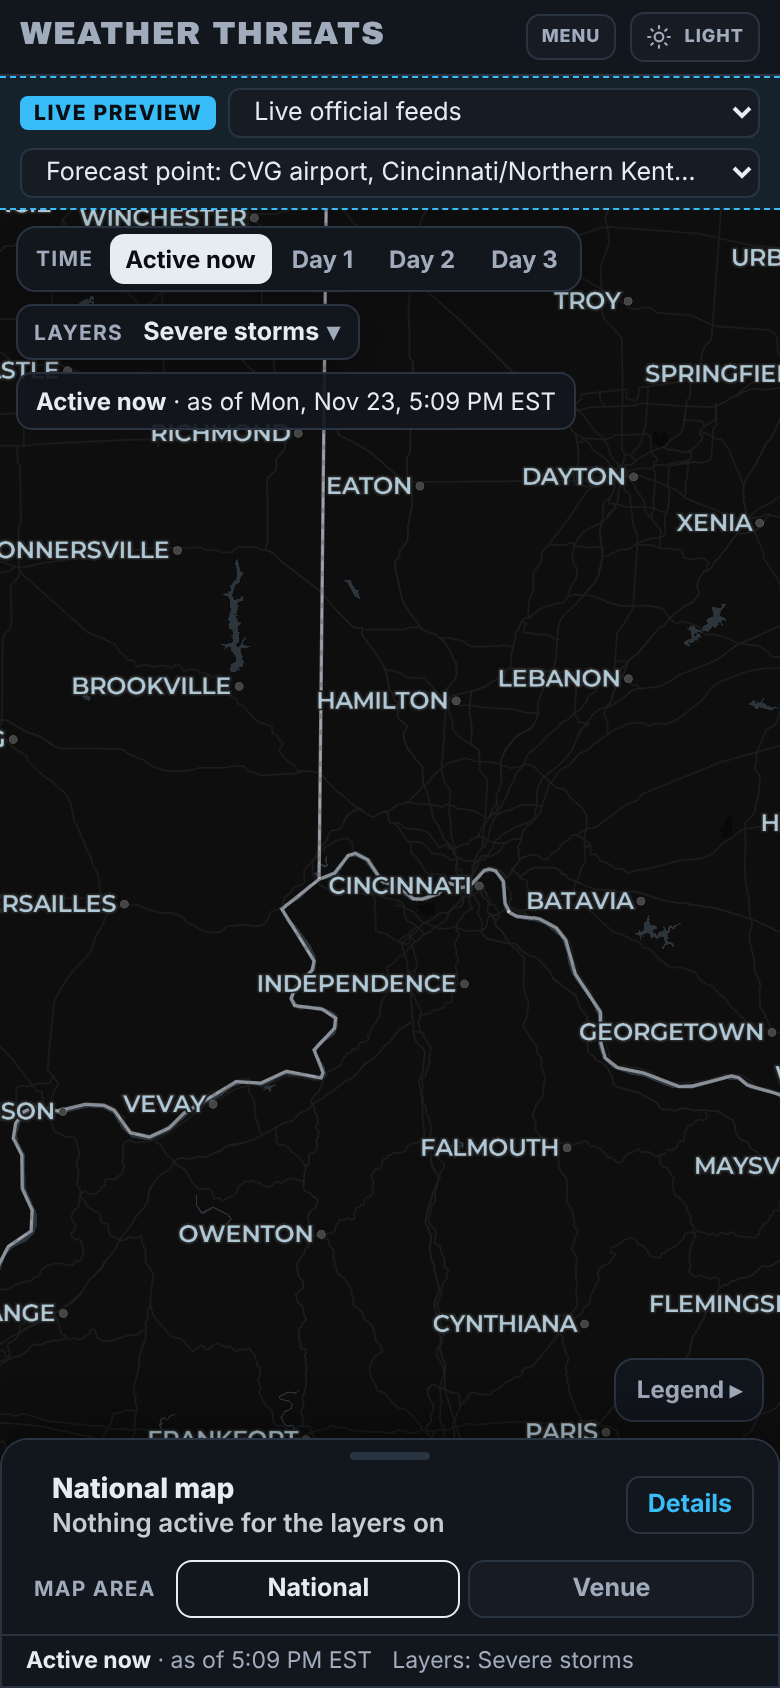 WEATHER THREATS
MENU
LIGHT
LIVE PREVIEW
Live official feeds
Forecast point: CVG airport, Cincinnati/Northern Kent...
WINCHESTER
URB
TIME
Active now
Day 1
Day 2
Day 3
TROY
LAYERS
Severe storms ▾
STLE
SPRINGFIE
Active now · as of Mon, Nov 23, 5:09 PM EST
RICHMOND
EATON
DAYTON
XENIA
ONNERSVILLE
BROOKVILLE
HAMILTON
LEBANON
G
H
CINCINNATI
ERSAILLES
BATAVIA
INDEPENDENCE
GEORGETOWN
SON
VEVAY
FALMOUTH
MAYSV
OWENTON
ANGE
CYNTHIANA
FLEMINGS
Legend ▸
FRANKFORT
PARIS
National map
Nothing active for the layers on
Details
MAP AREA
National
Venue
Active now · as of 5:09 PM EST Layers: Severe storms